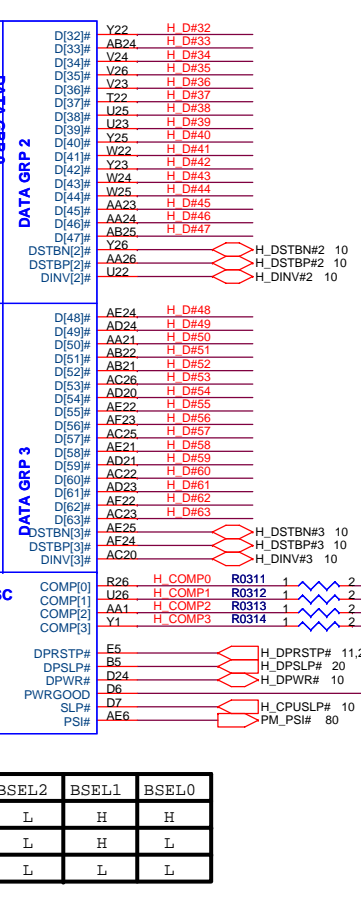 D[32]# Y22 H_D#32
D[33]# AB24 H_D#33
D[34]# V24 H_D#34
D[35]# V26 H_D#35
D[36]# V23 H_D#36
D[37]# T22 H_D#37
D[38]# U25 H_D#38
D[39]# U23 H_D#39
D[40]# Y25 H_D#40
D[41]# W22 H_D#41
D[42]# Y23 H_D#42
D[43]# W24 H_D#43
D[44]# W25 H_D#44
D[45]# AA23 H_D#45
D[46]# AA24 H_D#46
D[47]# AB25 H_D#47
DSTBN[2]# Y26 H_DSTBN#2 10
DSTBP[2]# AA26 H_DSTBP#2 10
DINV[2]# U22 H_DINV#2 10
DATA GRP 2
D[48]# AE24 H_D#48
D[49]# AD24 H_D#49
D[50]# AA21 H_D#50
D[51]# AB22 H_D#51
D[52]# AB21 H_D#52
D[53]# AC26 H_D#53
D[54]# AD20 H_D#54
D[55]# AE22 H_D#55
D[56]# AF23 H_D#56
D[57]# AC25 H_D#57
D[58]# AE21 H_D#58
D[59]# AD21 H_D#59
D[60]# AC22 H_D#60
D[61]# AD23 H_D#61
D[62]# AF22 H_D#62
D[63]# AC23 H_D#63
DSTBN[3]# AE25 H_DSTBN#3 10
DSTBP[3]# AF24 H_DSTBP#3 10
DINV[3]# AC20 H_DINV#3 10
DATA GRP 3
COMP[0] R26 H_COMP0 R0311 1 2
COMP[1] U26 H_COMP1 R0312 1 2
COMP[2] AA1 H_COMP2 R0313 1 2
COMP[3] Y1 H_COMP3 R0314 1 2
DPRSTP# E5 H_DPRSTP# 11,2
DPSLP# B5 H_DPSLP# 20
DPWR# D24 H_DPWR# 10
PWRGOOD D6
SLP# D7 H_CPUSLP# 10
PSI# AE6 PM_PSI# 80
BSEL2 BSEL1 BSEL0
L H H
L H L
L L L